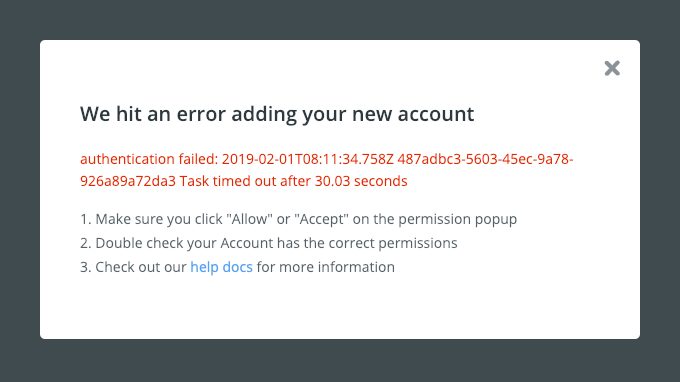 We hit an error adding your new account
authentication failed: 2019-02-01T08:11:34.758Z 487adbc3-5603-45ec-9a78-
926a89a72da3 Task timed out after 30.03 seconds
1. Make sure you click "Allow" or "Accept" on the permission popup
2. Double check your Account has the correct permissions
3. Check out our help docs for more information